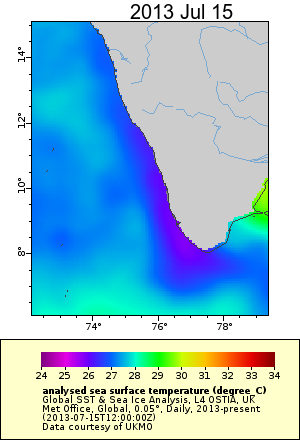 2013 Jul 15
14°
12°
10°
8°
74°
76°
78°
24 25 26 27 28 29 30 31 32 33 34
analysed sea surface temperature (degree_C)
Global SST & Sea Ice Analysis, L4 OSTIA, UK
Met Office, Global, 0.05°, Daily, 2013-present
(2013-07-15T12:00:00Z)
Data courtesy of UKMO